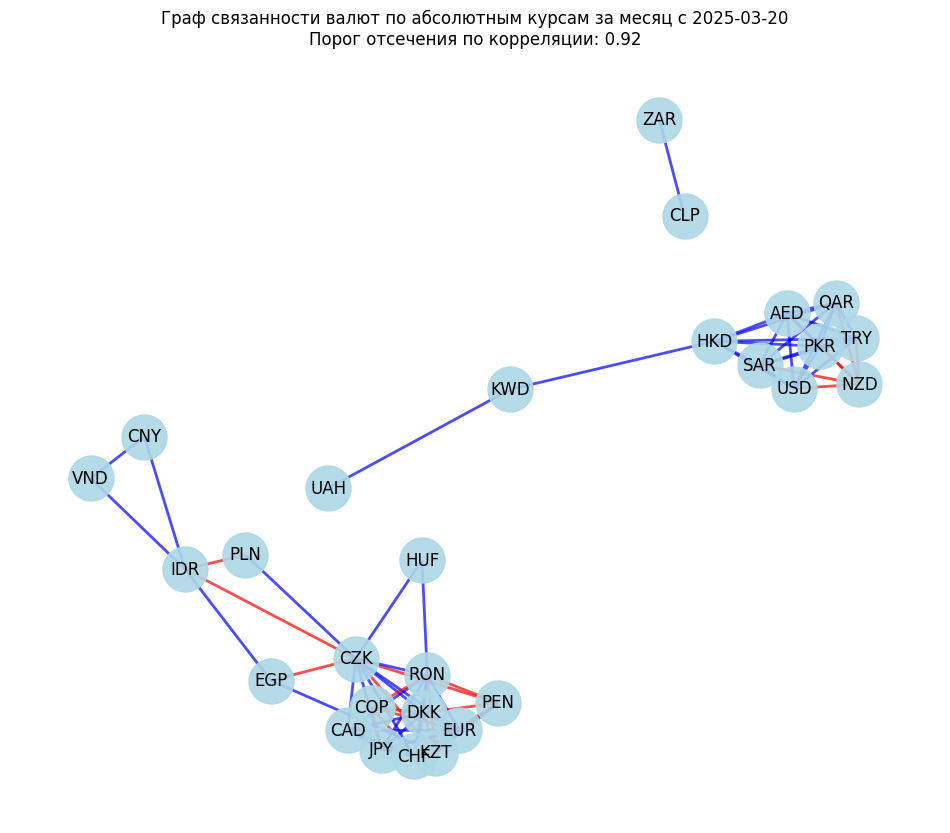 Граф связанности валют по абсолютным курсам за месяц с 2025-03-20
Порог отсечения по корреляции: 0.92
ZAR
CLP
QAR
AED
TRY
HKD
PKR
SAR
NZD
USD
KWD
CNY
VND
UAH
PLN
HUF
IDR
CZK
RON
EGP
PEN
COP
DKK
CAD
EUR
JPY
KZT
CHF